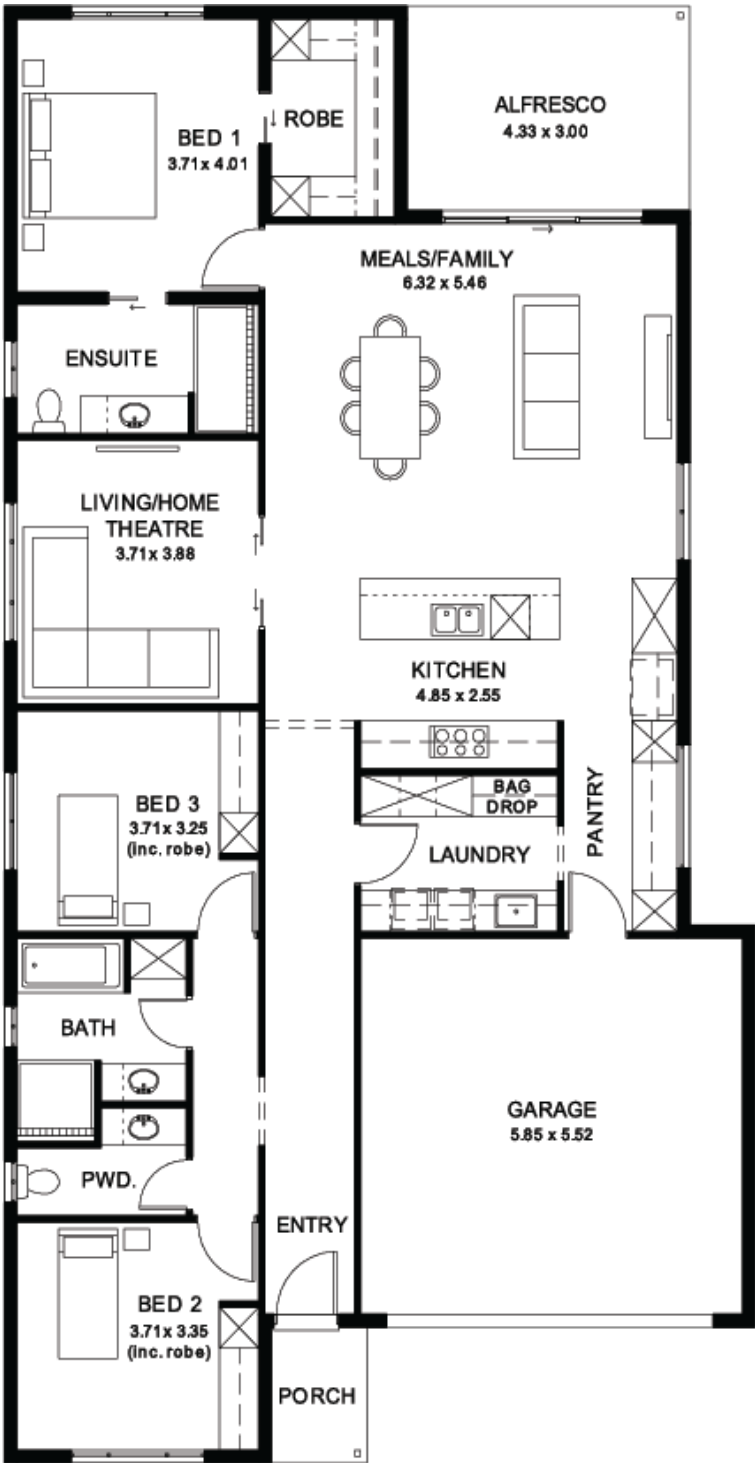 BED 1
3.71 x 4.01
ROBE
ALFRESCO
4.33 x 3.00
MEALS/FAMILY
6.32 x 5.46
ENSUITE
LIVING/HOME
THEATRE
3.71 x 3.88
KITCHEN
4.85 x 2.55
BED 3
3.71 x 3.25
(inc. robe)
BAG
DROP
LAUNDRY
PANTRY
BATH
GARAGE
5.85 x 5.52
PWD.
ENTRY
BED 2
3.71 x 3.35
(inc. robe)
PORCH